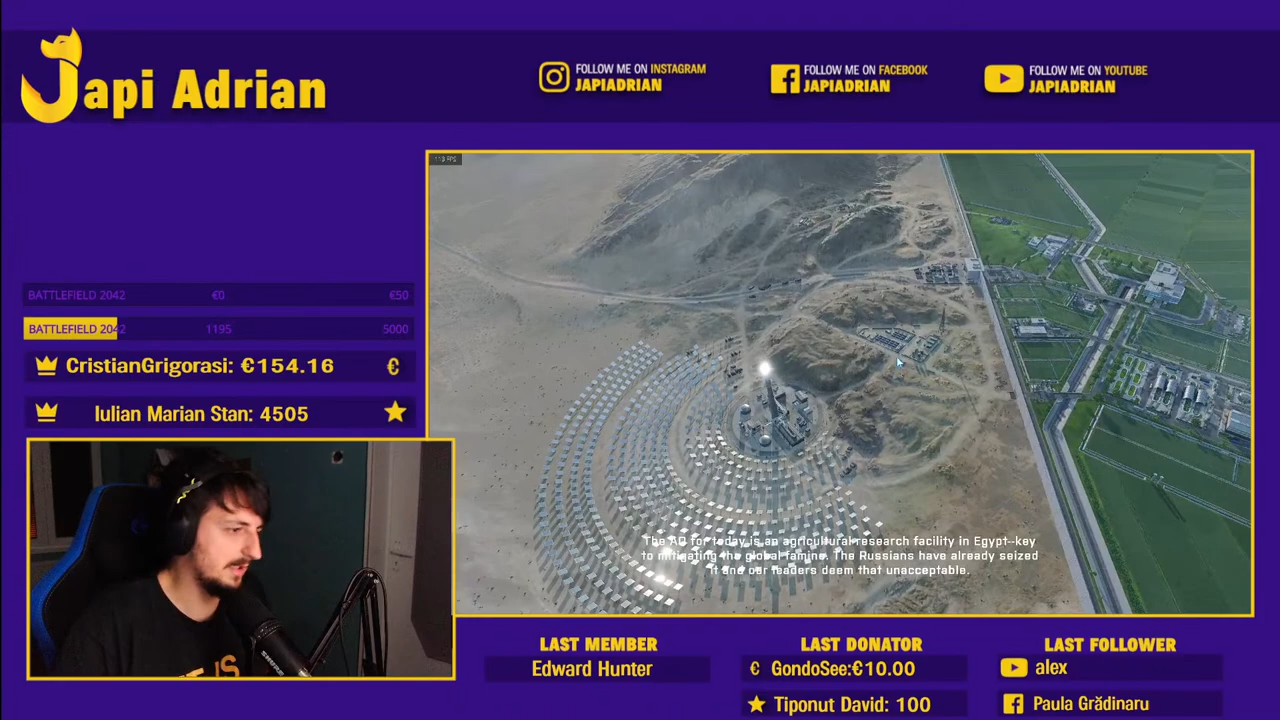 Japi Adrian
FOLLOW ME ON INSTAGRAM
JAPIADRIAN
FOLLOW ME ON FACEBOOK
JAPIADRIAN
FOLLOW ME ON YOUTUBE
JAPIADRIAN
BATTLEFIELD 2042 €0 €50
BATTLEFIELD 2042 1195 5000
CristianGrigorasi: €154.16 €
Iulian Marian Stan: 4505
The AO for today is an agricultural research facility in Egypt--key
to mitigating the global famine. The Russians have already seized
it and our leaders deem that unacceptable.
LAST MEMBER
Edward Hunter
LAST DONATOR
€ GondoSee:€10.00
Tiponut David: 100
LAST FOLLOWER
alex
Paula Grădinaru